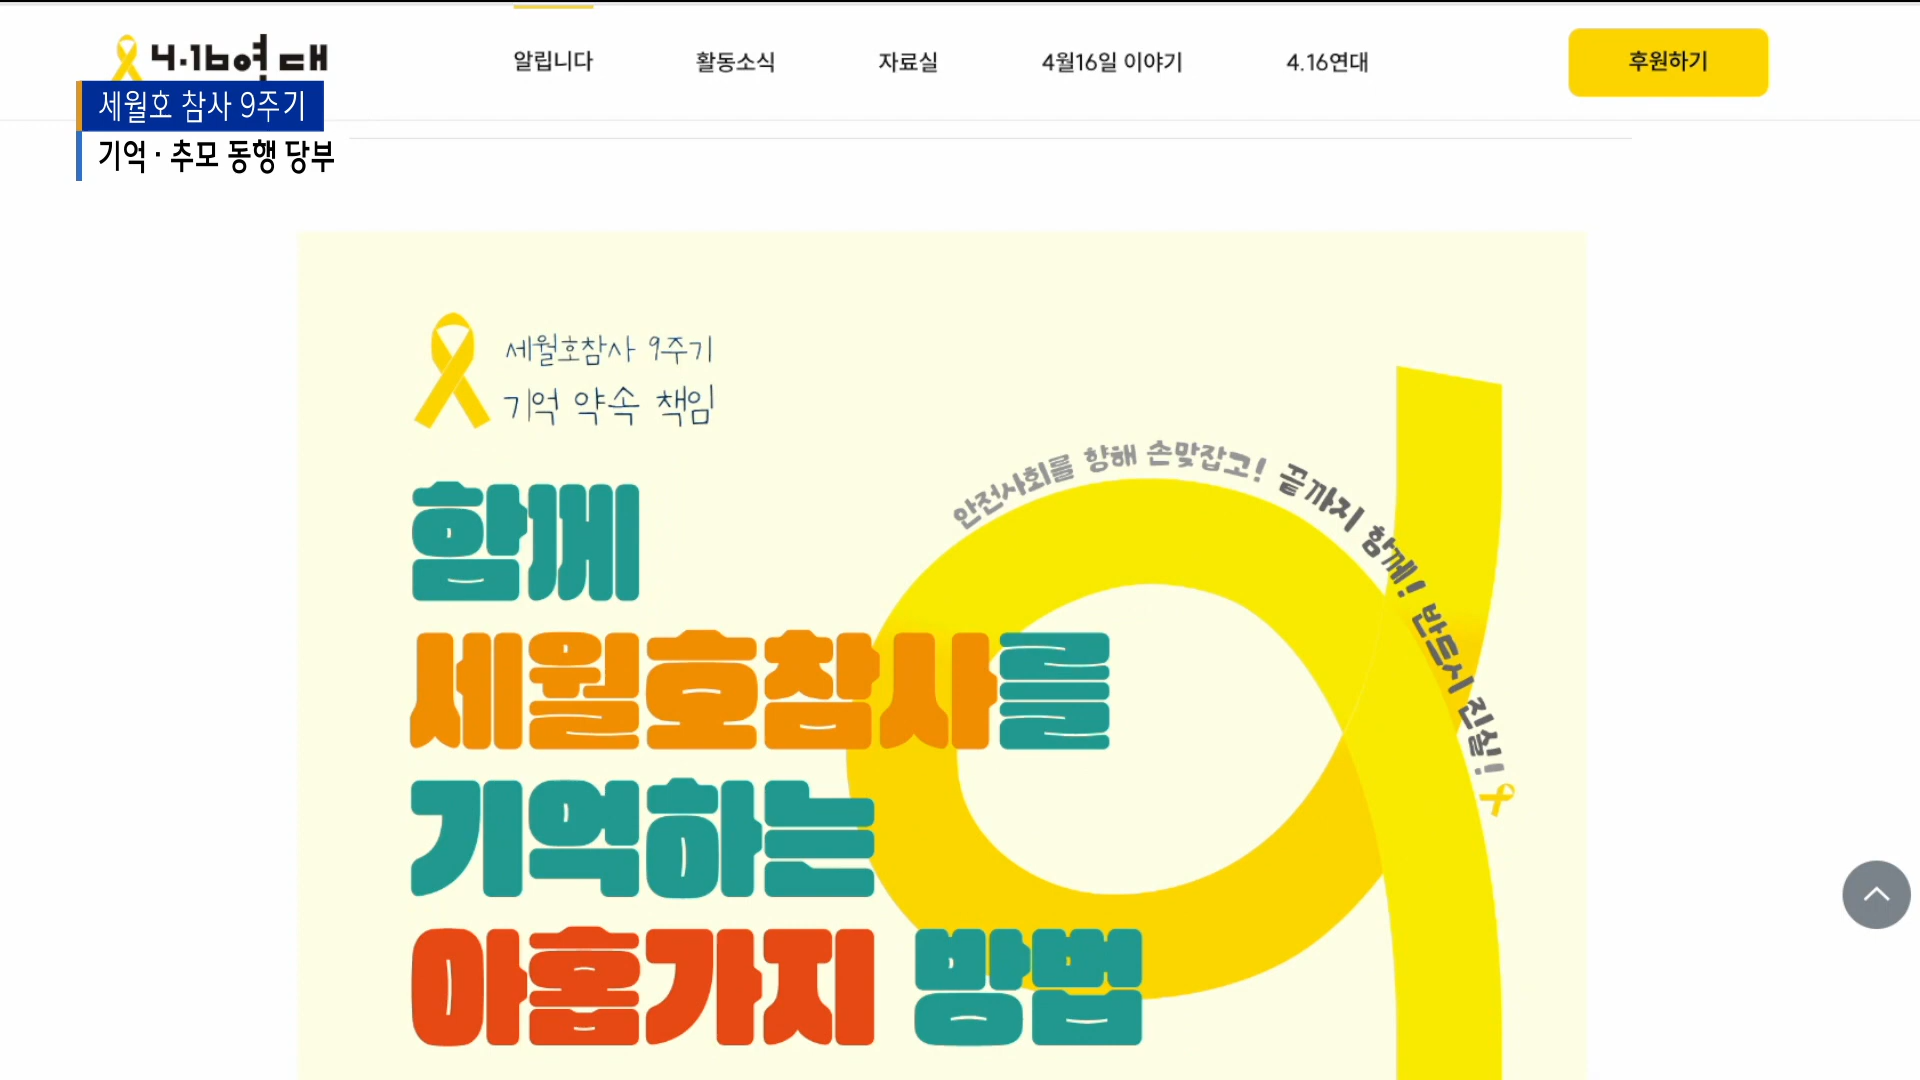 4.16연대
알립니다
활동소식
자료실
4월16일 이야기
4.16연대
후원하기
세월호 참사 9주기
기억 · 추모 동행 당부
세월호참사 9주기
기억 약속 책임
안전사회를 향해 손맞잡고! 끝까지 함께! 반드시 진실!
함께
세월호참사를
기억하는
아홉가지 방법